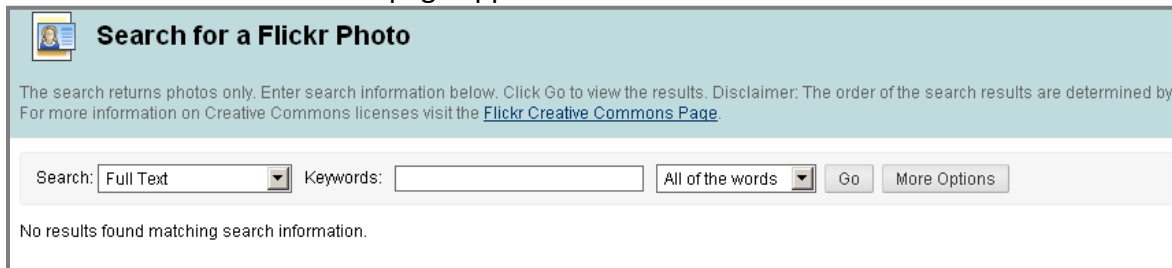 Search for a Flickr Photo
The search returns photos only. Enter search information below. Click Go to view the results. Disclaimer: The order of the search results are determined by
For more information on Creative Commons licenses visit the Flickr Creative Commons Page.
Search: Full Text Keywords: All of the words Go More Options
No results found matching search information.